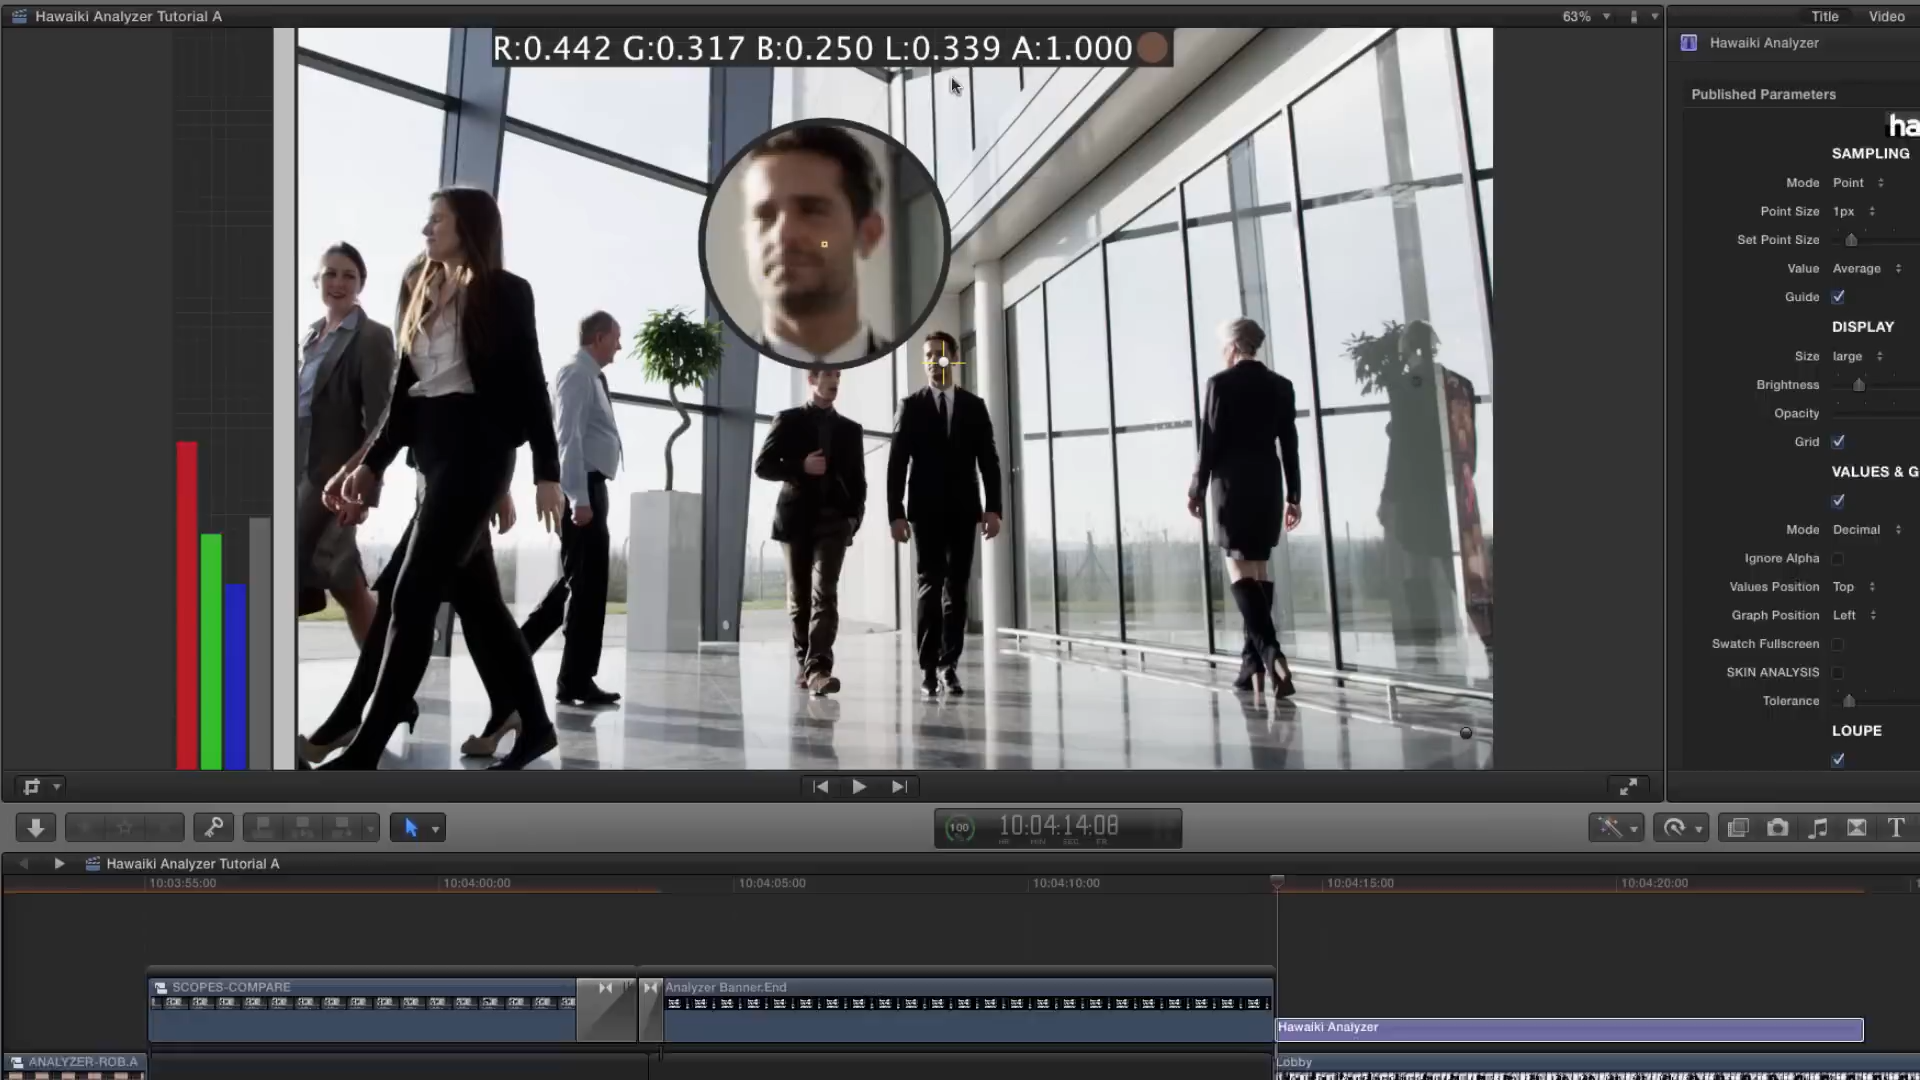 Hawaiki Analyzer Tutorial A
63%
Title Video
R:0.442 G:0.317 B:0.250 L:0.339 A:1.000
Hawaiki Analyzer
Published Parameters
ha
SAMPLING
Mode Point
Point Size 1px
Set Point Size
Value Average
Guide
DISPLAY
Size large
Brightness
Opacity
Grid
VALUES & G
Mode Decimal
Ignore Alpha
Values Position Top
Graph Position Left
Swatch Fullscreen
SKIN ANALYSIS
Tolerance
LOUPE
100 10:04:14:08
HR MIN SEC FR
T
Hawaiki Analyzer Tutorial A
10:03:55:00 10:04:00:00 10:04:05:00 10:04:10:00 10:04:15:00 10:04:20:00
SCOPES-COMPARE
Analyzer Banner.End
Hawaiki Analyzer
ANALYZER-ROB.A
Lobby